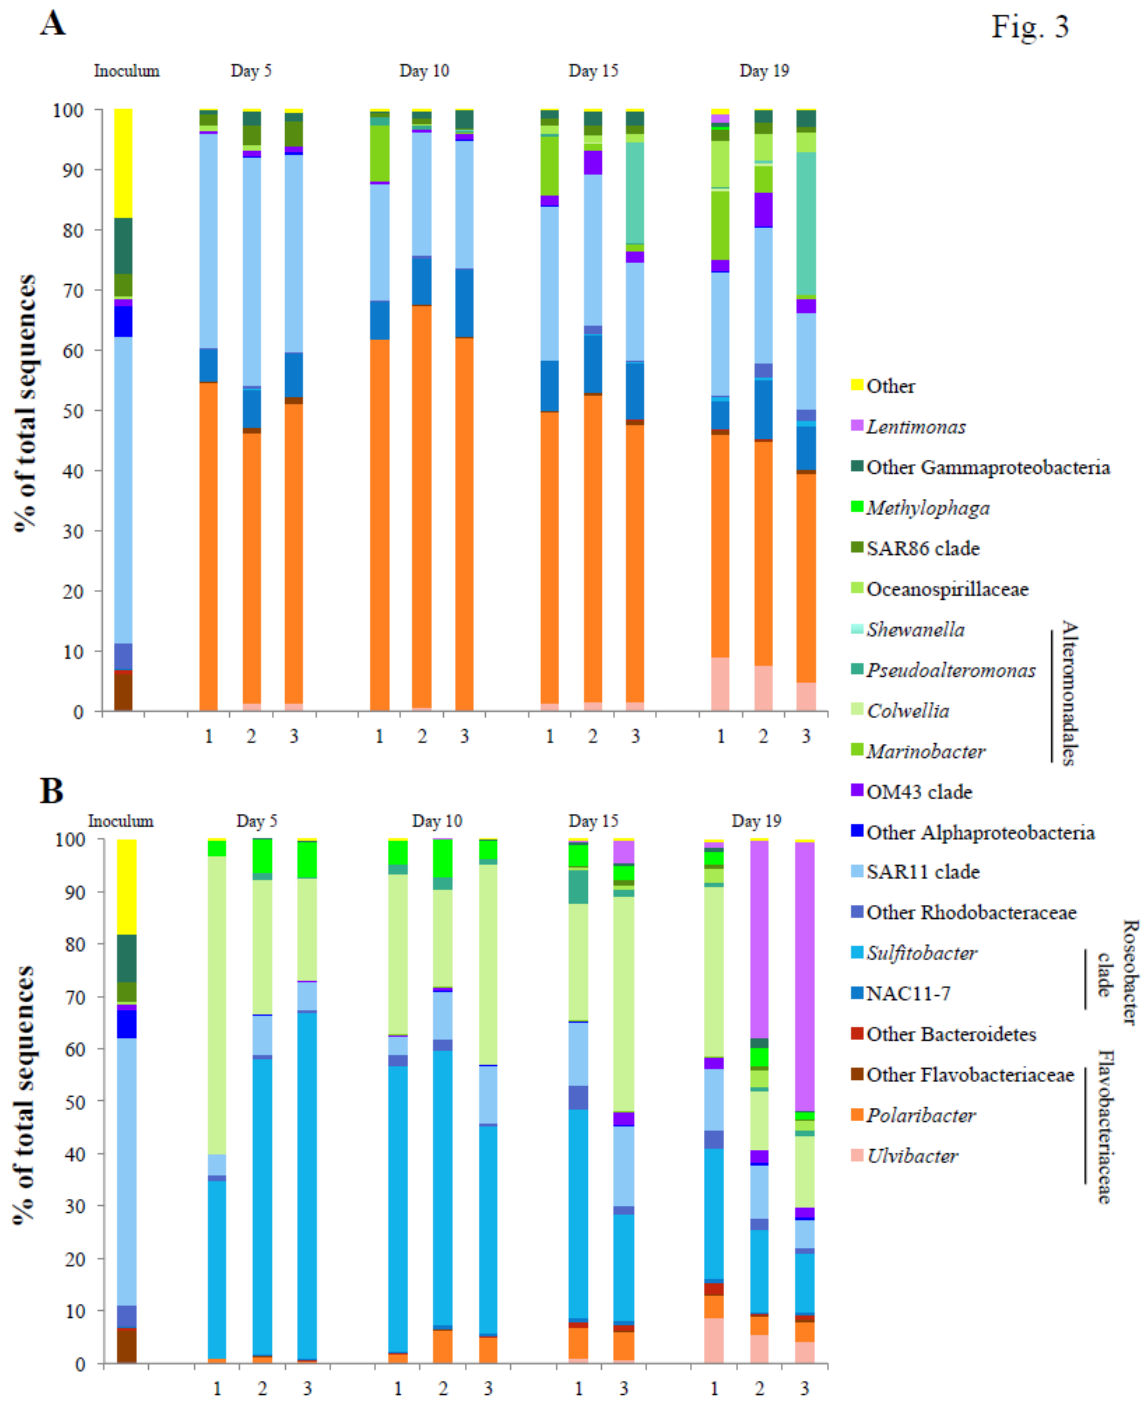 A
Fig. 3
Inoculum Day 5 Day 10 Day 15 Day 19
% of total sequences
100
90
80
70
60
50
40
30
20
10
0
1 2 3 1 2 3 1 2 3 1 2 3
B
Inoculum Day 5 Day 10 Day 15 Day 19
% of total sequences
100
90
80
70
60
50
40
30
20
10
0
1 2 3 1 2 3 1 3 1 2 3
Other
Lentimonas
Other Gammaproteobacteria
Methylophaga
SAR86 clade
Oceanospirillaceae
Shewanella
Pseudoalteromonas
Colwellia
Marinobacter
Alteromonadales
OM43 clade
Other Alphaproteobacteria
SAR11 clade
Other Rhodobacteraceae
Sulfitobacter
NAC11-7
Roseobacter
clade
Other Bacteroidetes
Other Flavobacteriaceae
Polaribacter
Ulvibacter
Flavobacteriaceae